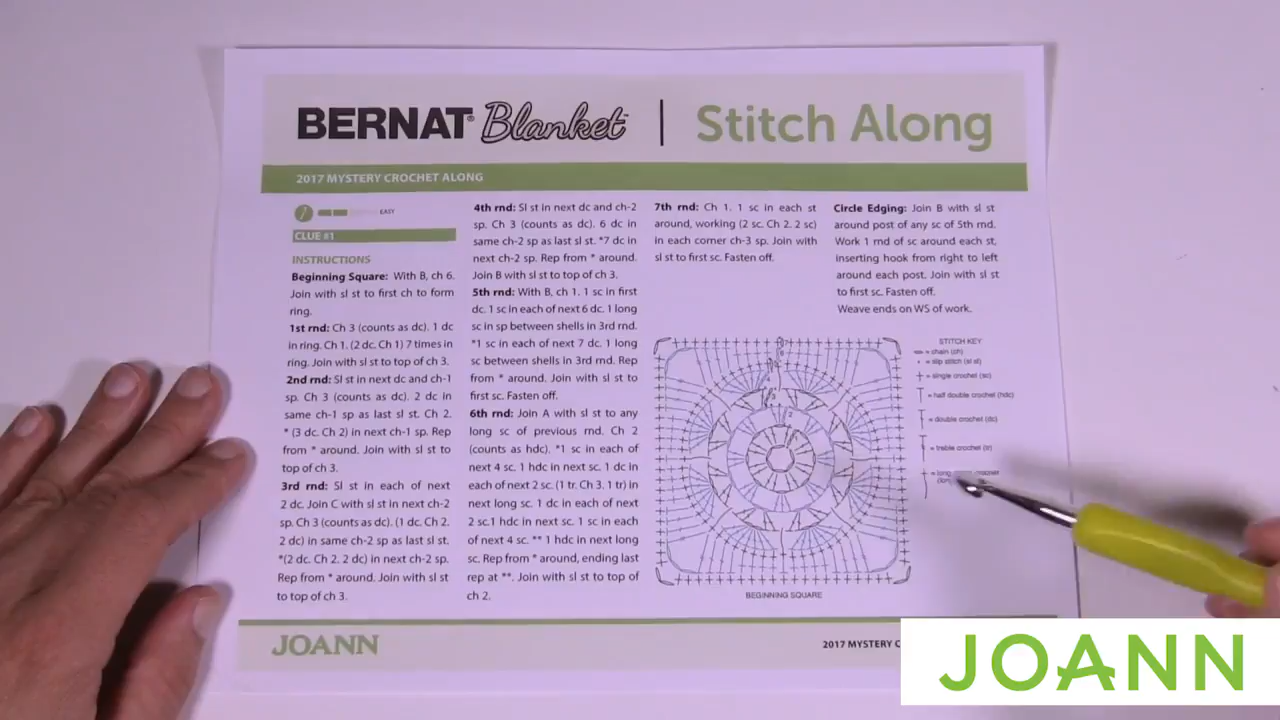 BERNAT® Blanket™ | Stitch Along
2017 MYSTERY CROCHET ALONG
EASY
CLUE #1
INSTRUCTIONS
Beginning Square: With B, ch 6.
Join with sl st to first ch to form
ring.
1st rnd: Ch 3 (counts as dc). 1 dc
in ring. Ch 1. (2 dc. Ch 1) 7 times in
ring. Join with sl st to top of ch 3.
2nd rnd: Sl st in next dc and ch-1
sp. Ch 3 (counts as dc). 2 dc in
same ch-1 sp as last sl st. Ch 2.
* (3 dc. Ch 2) in next ch-1 sp. Rep
from * around. Join with sl st to
top of ch 3.
3rd rnd: Sl st in each of next
2 dc. Join C with sl st in next ch-2
sp. Ch 3 (counts as dc). (1 dc. Ch 2.
2 dc) in same ch-2 sp as last sl st.
*(2 dc. Ch 2. 2 dc) in next ch-2 sp.
Rep from * around. Join with sl st
to top of ch 3.
4th rnd: Sl st in next dc and ch-2
sp. Ch 3 (counts as dc). 6 dc in
same ch-2 sp as last sl st. *7 dc in
next ch-2 sp. Rep from * around.
Join B with sl st to top of ch 3.
5th rnd: With B, ch 1. 1 sc in first
dc. 1 sc in each of next 6 dc. 1 long
sc in sp between shells in 3rd rnd.
*1 sc in each of next 7 dc. 1 long
sc between shells in 3rd rnd. Rep
from * around. Join with sl st to
first sc. Fasten off.
6th rnd: Join A with sl st to any
long sc of previous rnd. Ch 2
(counts as hdc). *1 sc in each of
next 4 sc. 1 hdc in next sc. 1 dc in
each of next 2 sc. (1 tr. Ch 3. 1 tr) in
next long sc. 1 dc in each of next
2 sc.1 hdc in next sc. 1 sc in each
of next 4 sc. ** 1 hdc in next long
sc. Rep from * around, ending last
rep at **. Join with sl st to top of
ch 2.
7th rnd: Ch 1. 1 sc in each st
around, working (2 sc. Ch 2. 2 sc)
in each corner ch-3 sp. Join with
sl st to first sc. Fasten off.
Circle Edging: Join B with sl st
around post of any sc of 5th rnd.
Work 1 rnd of sc around each st,
inserting hook from right to left
around each post. Join with sl st
to first sc. Fasten off.
Weave ends on WS of work.
STITCH KEY
= chain (ch)
= slip stitch (sl st)
= single crochet (sc)
= half double crochet (hdc)
= double crochet (dc)
= treble crochet (tr)
= long
BEGINNING SQUARE
JOANN
2017 MYSTERY
JOANN